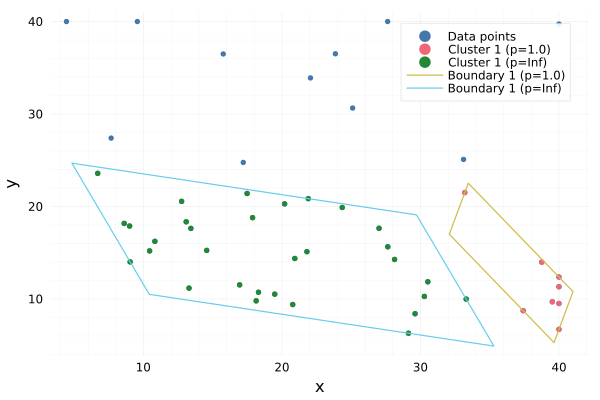 40
30
20
10
y
10
20
30
40
x
Data points
Cluster 1 (p=1.0)
Cluster 1 (p=Inf)
Boundary 1 (p=1.0)
Boundary 1 (p=Inf)